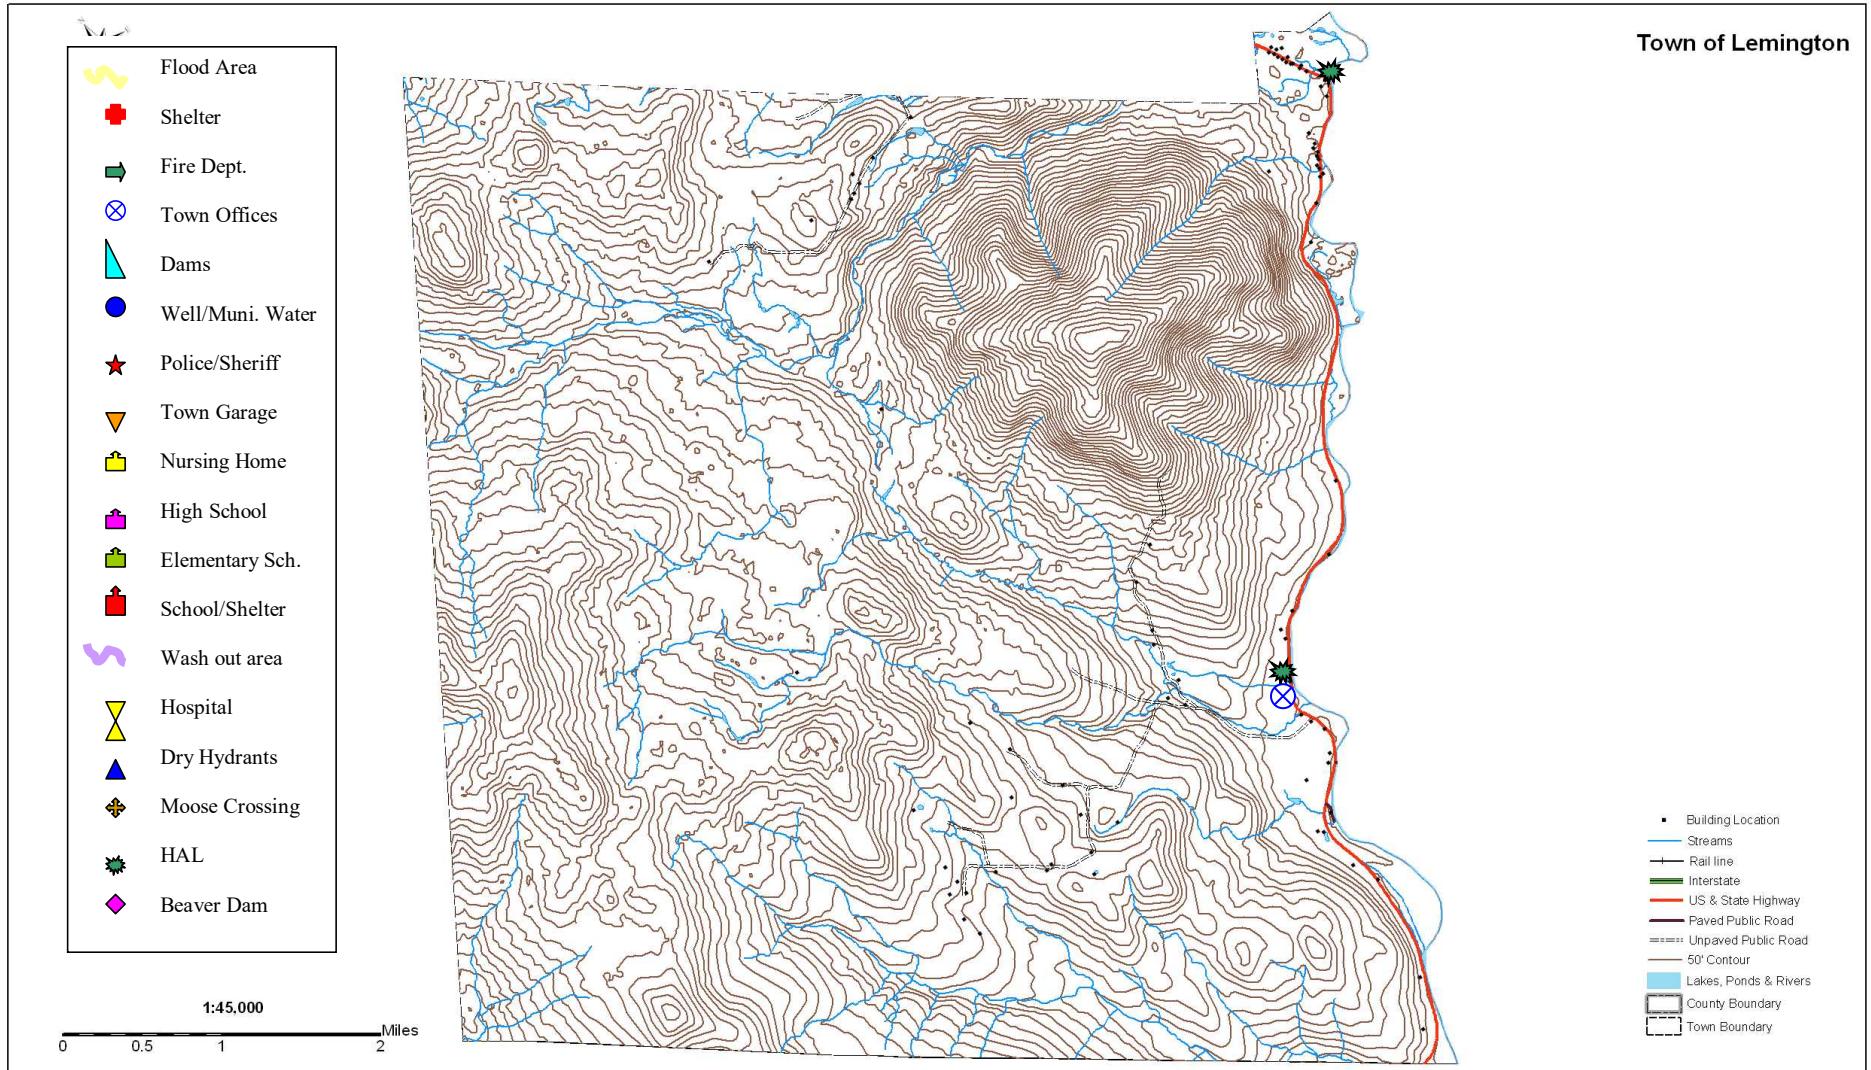 Town of Lemington
Flood Area
Shelter
Fire Dept.
Town Offices
Dams
Well/Muni. Water
Police/Sheriff
Town Garage
Nursing Home
High School
Elementary Sch.
School/Shelter
Wash out area
Hospital
Dry Hydrants
Moose Crossing
HAL
Beaver Dam
1:45,000
Miles
0 0.5 1 2
Building Location
Streams
Rail line
Interstate
US & State Highway
Paved Public Road
Unpaved Public Road
50' Contour
Lakes, Ponds & Rivers
County Boundary
Town Boundary